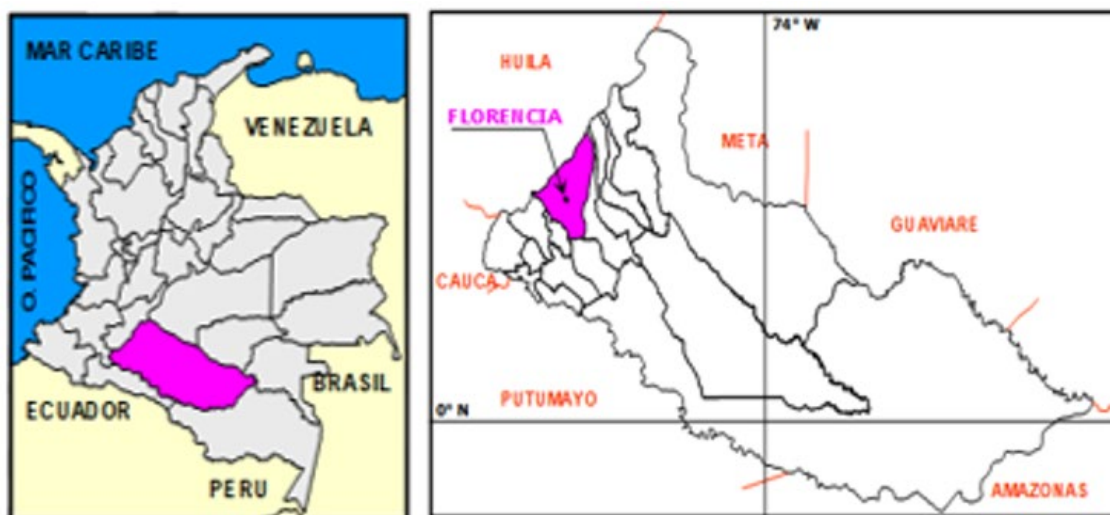 MAR CARIBE
VENEZUELA
O. PACIFICO
BRASIL
ECUADOR
PERU
74° W
HUILA
FLORENCIA
META
GUAVIARE
CAUCA
PUTUMAYO
0° N
AMAZONAS